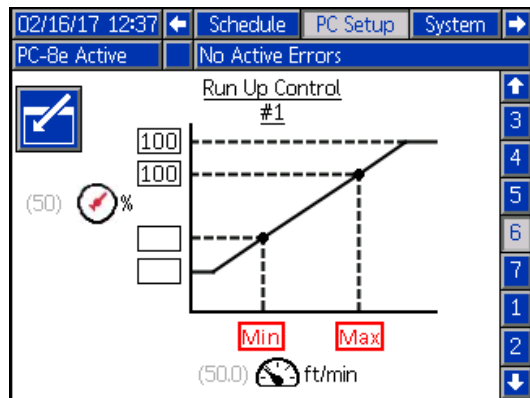 02/16/17 12:37 Schedule PC Setup System
PC-8e Active No Active Errors
Run Up Control
#1
100
100
(50) %
Min Max
(50.0) ft/min
3
4
5
6
7
1
2